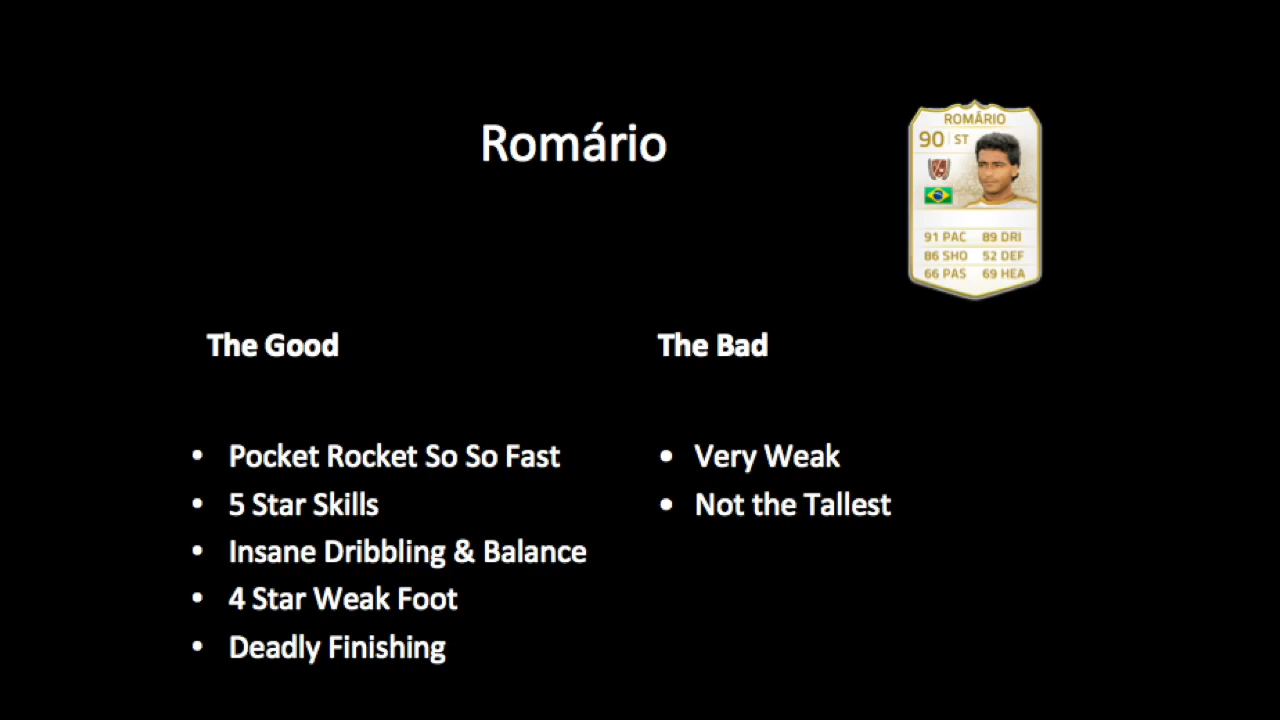 Romário
ROMÁRIO
90 ST
91 PAC 89 DRI
86 SHO 52 DEF
66 PAS 69 HEA
The Good
• Pocket Rocket So So Fast
• 5 Star Skills
• Insane Dribbling & Balance
• 4 Star Weak Foot
• Deadly Finishing
The Bad
• Very Weak
• Not the Tallest